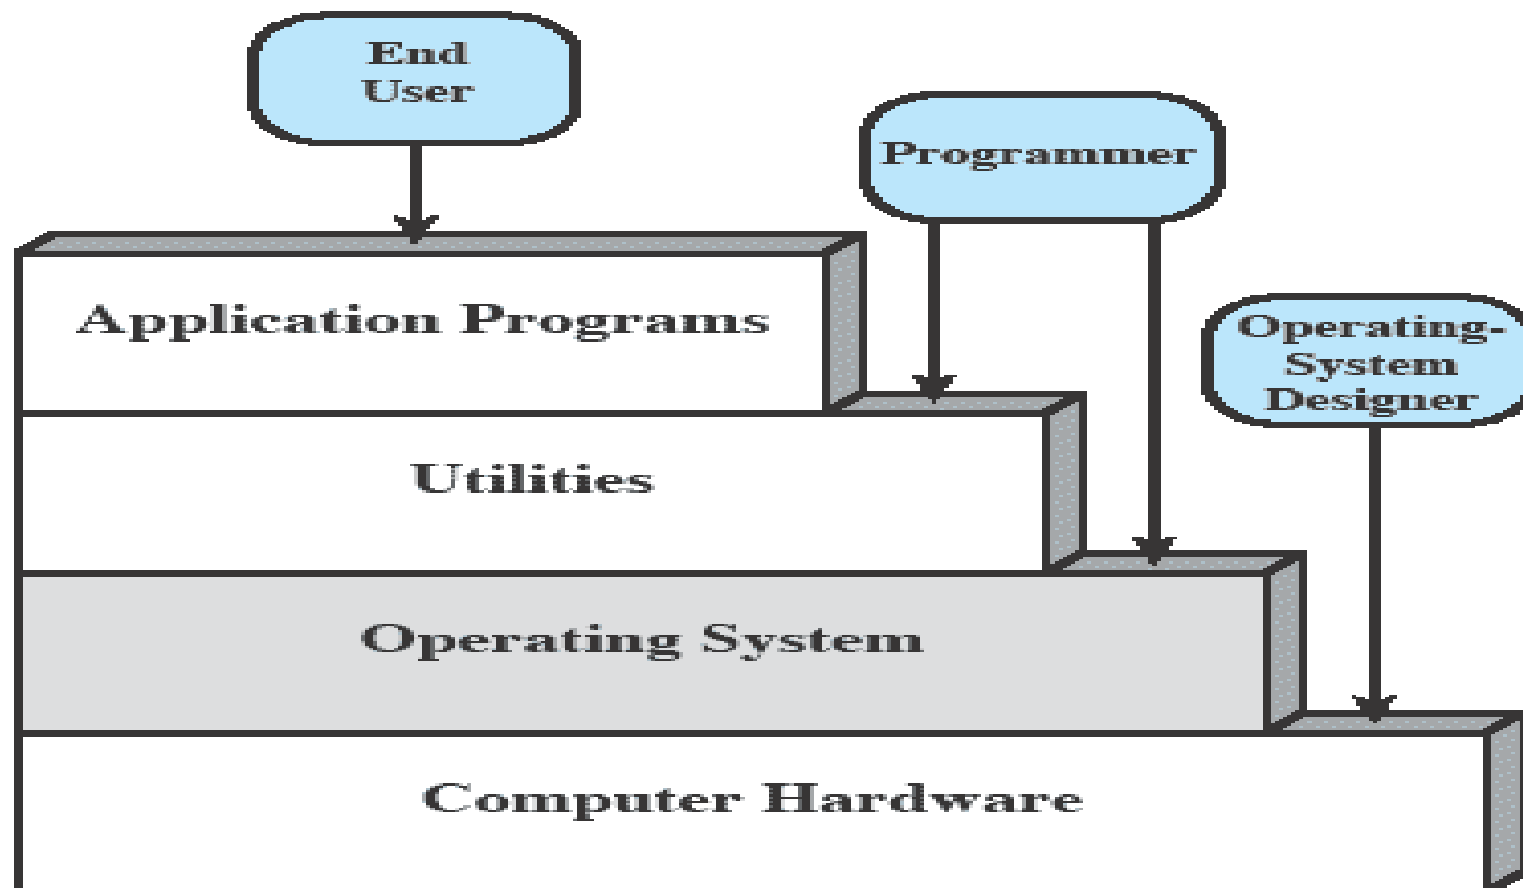 End
User
Programmer
Application Programs
Operating-
System
Designer
Utilities
Operating System
Computer Hardware